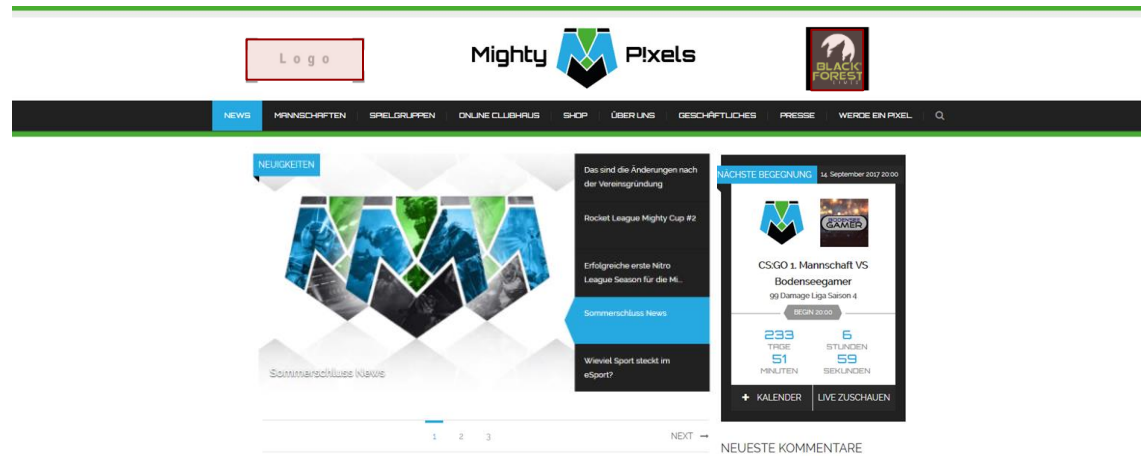 Logo
Mighty P!xels
BLACK
FOREST
NEWS MANNSCHAFTEN SPIELGRUPPEN ONLINE CLUBHAUS SHOP ÜBER UNS GESCHÄFTLICHES PRESSE WERDE EIN PIXEL
NEUIGKEITEN
Sommerschluss News
Das sind die Änderungen nach
der Vereinsgründung
Rocket League Mighty Cup #2
Erfolgreiche erste Nitro
League Season für die Mi...
Sommerschluss News
Wieviel Sport steckt im
eSport?
1 2 3 NEXT →
NÄCHSTE BEGEGNUNG 14. September 2017 20:00
BODENSEE
GAMER
CS:GO 1. Mannschaft VS
Bodenseegamer
99 Damage Liga Saison 4
BEGIN 20:00
233 6
TAGE STUNDEN
51 59
MINUTEN SEKUNDEN
+ KALENDER LIVE ZUSCHAUEN
NEUESTE KOMMENTARE